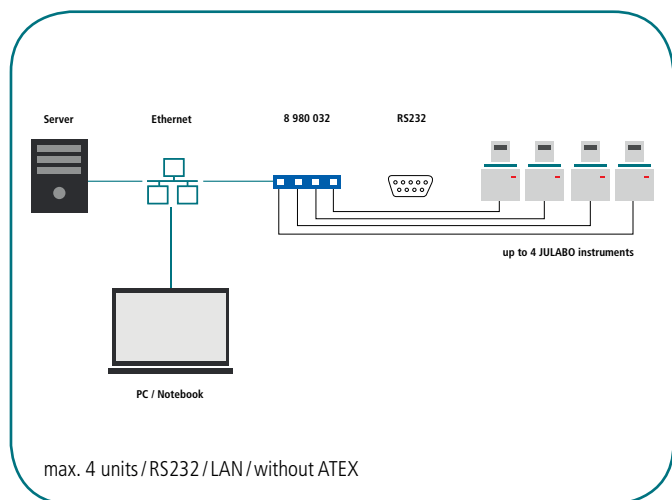 Server
Ethernet
8 980 032
RS232
up to 4 JULABO instruments
PC / Notebook
max. 4 units / RS232 / LAN / without ATEX